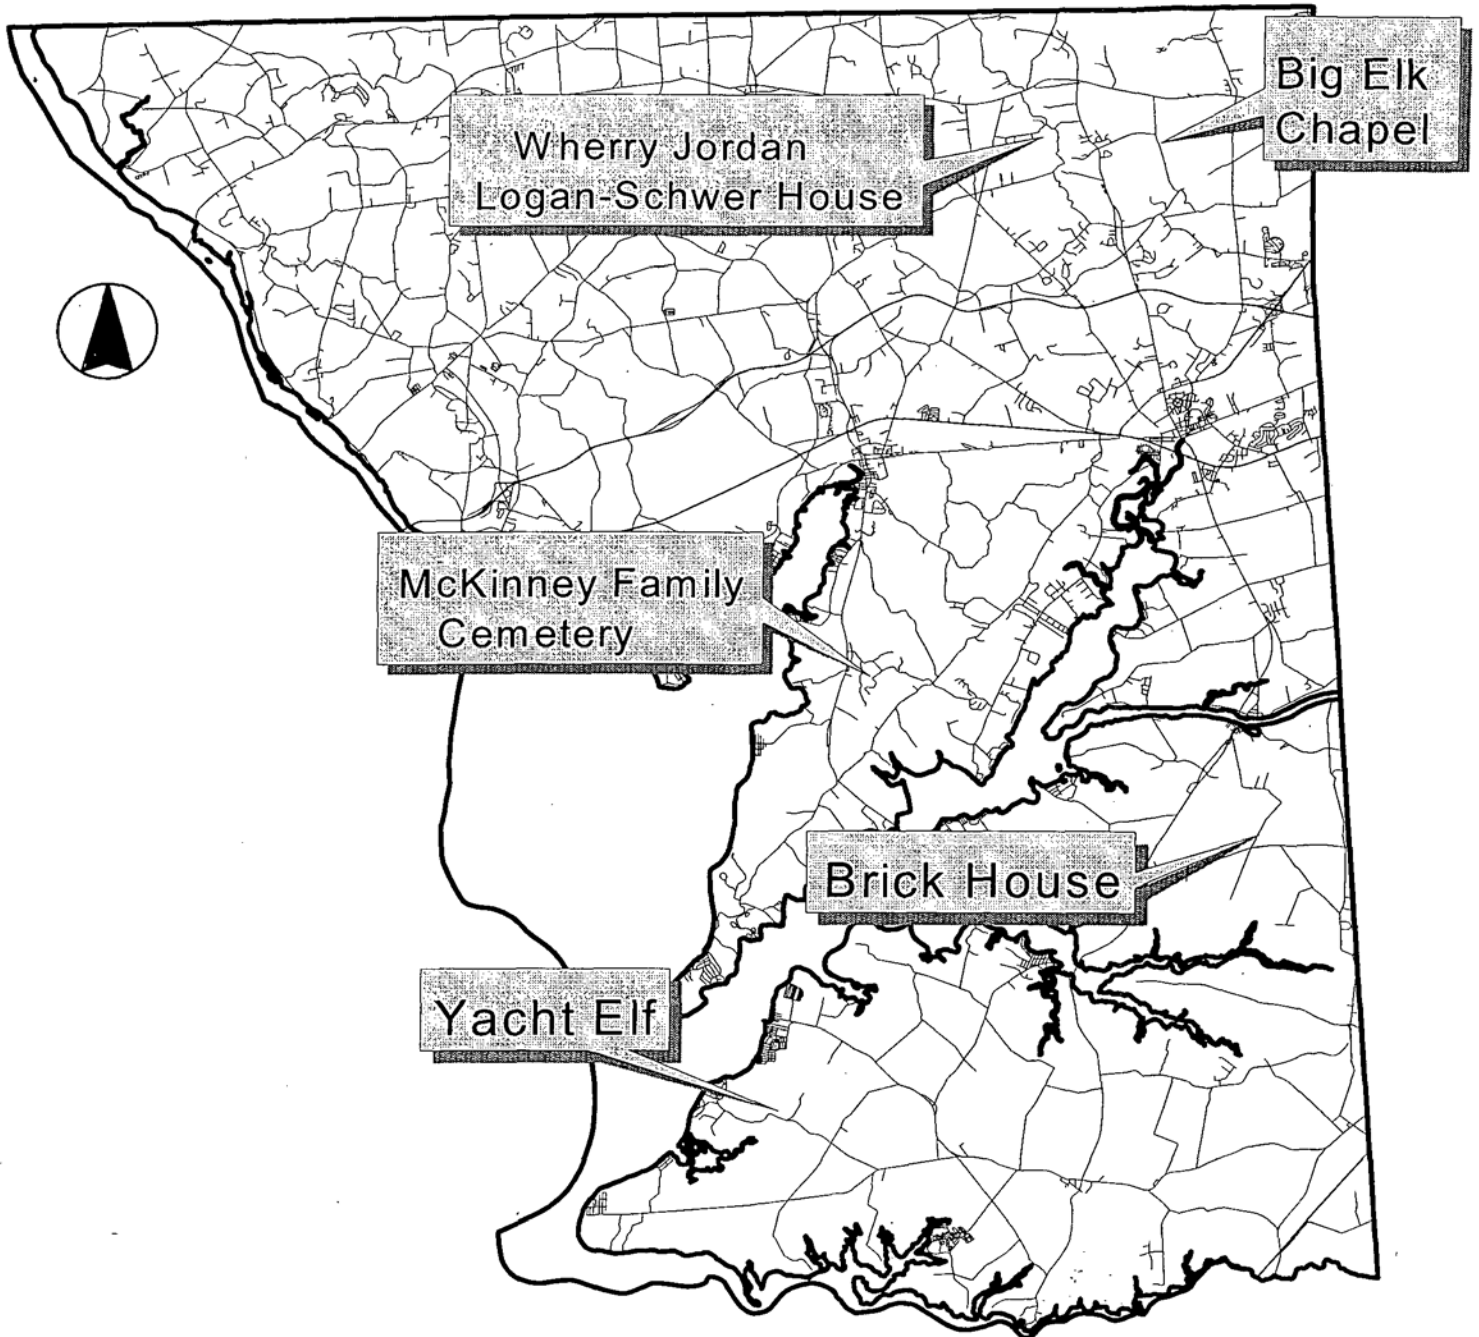 Big Elk
Chapel
Wherry Jordan
Logan-Schwer House
McKinney Family
Cemetery
Brick House
Yacht Elf